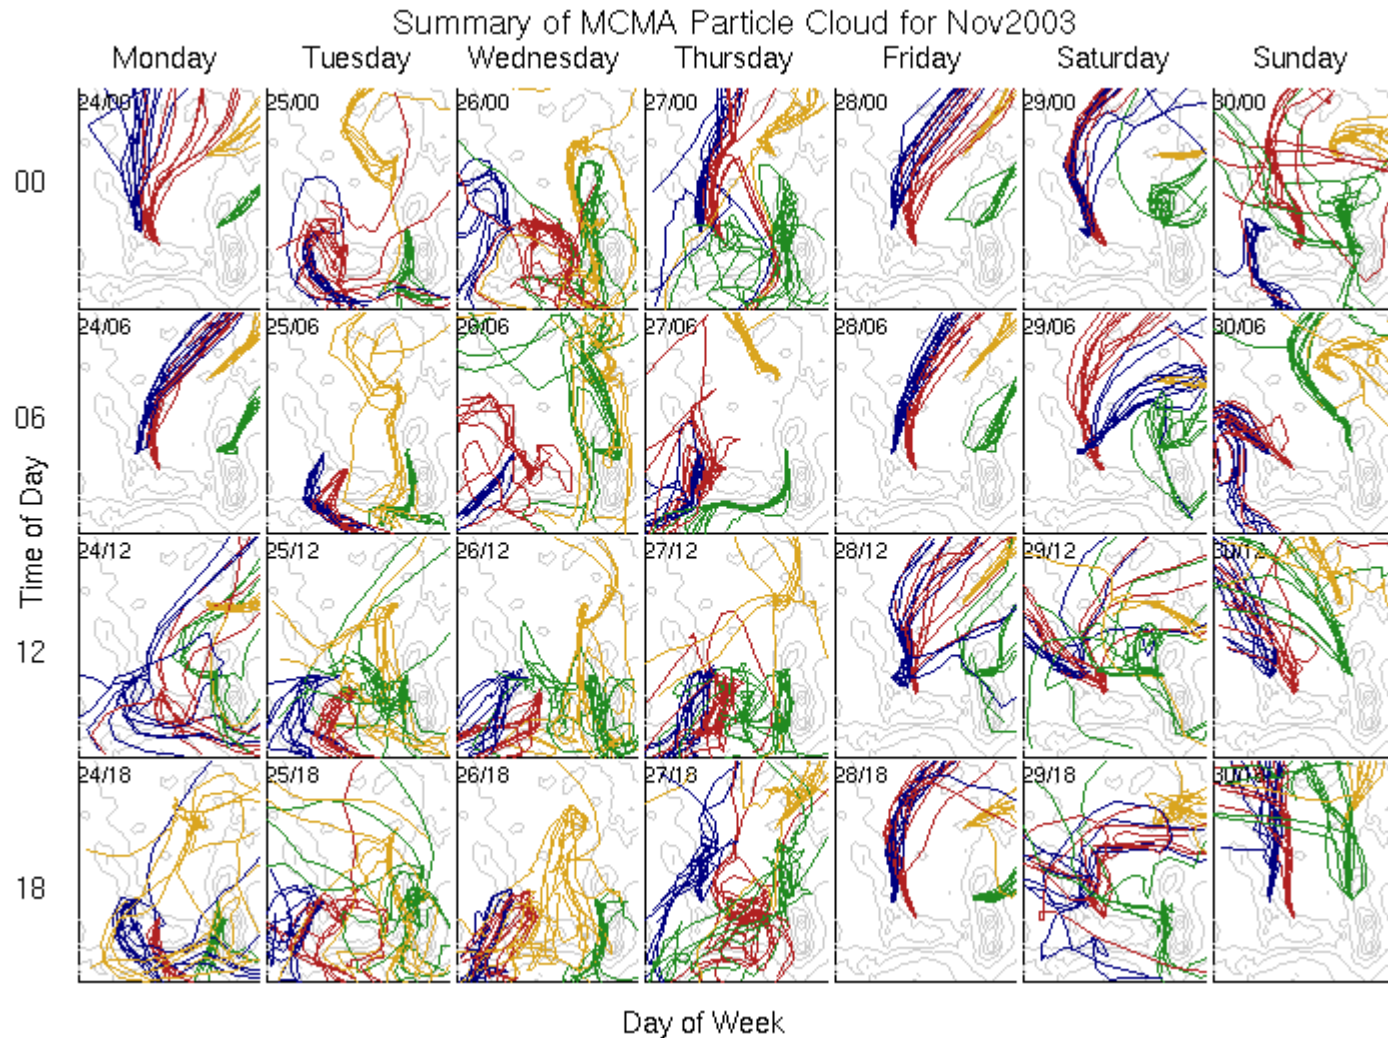 Summary of MCMA Particle Cloud for Nov2003
Monday Tuesday Wednesday Thursday Friday Saturday Sunday
00
24/00 25/00 26/00 27/00 28/00 29/00 30/00
06
24/06 25/06 26/06 27/06 28/06 29/06 30/06
Time of Day
12
24/12 25/12 26/12 27/12 28/12 29/12 30/12
18
24/18 25/18 26/18 27/18 28/18 29/18 30/18
Day of Week